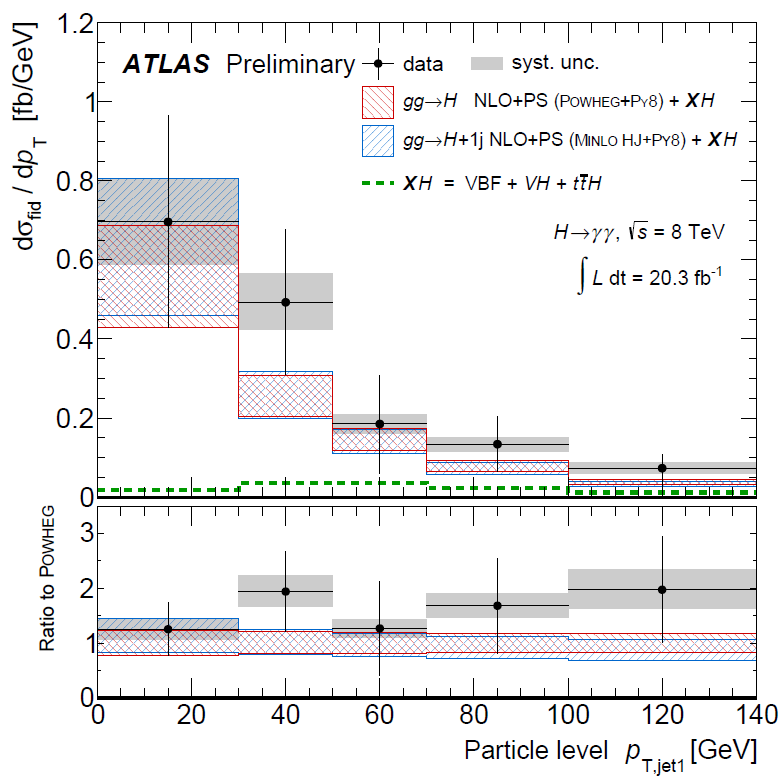 dσfid / dpT [fb/GeV]
1.2
1
0.8
0.6
0.4
0.2
0
ATLAS Preliminary
data
syst. unc.
gg→H NLO+PS (POWHEG+PY8) + XH
gg→H+1j NLO+PS (MINLO HJ+PY8) + XH
XH = VBF + VH + tt̄H
H→γγ, √s = 8 TeV
∫ L dt = 20.3 fb⁻¹
Ratio to POWHEG
3
2
1
0
0 20 40 60 80 100 120 140
Particle level pT,jet1 [GeV]